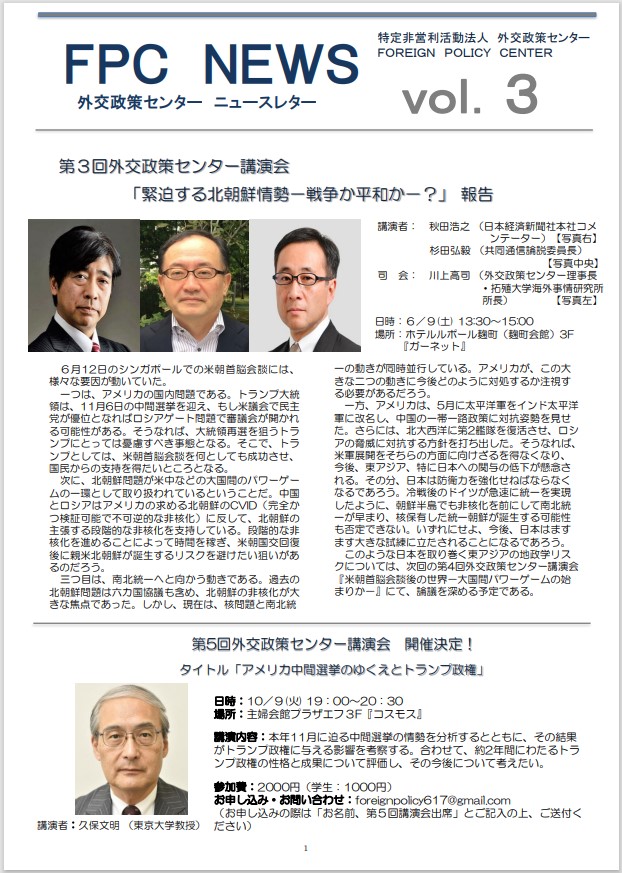 FPC NEWS
外交政策センター ニュースレター
特定非営利活動法人 外交政策センター
FOREIGN POLICY CENTER
vol. 3
第３回外交政策センター講演会
「緊迫する北朝鮮情勢ー戦争か平和かー？」 報告
講演者： 秋田浩之 （日本経済新聞社本社コメ
ンテーター）【写真右】
杉田弘毅 （共同通信論説委員長）
【写真中央】
司 会： 川上高司 （外交政策センター理事長
・拓殖大学海外事情研究所
所長） 【写真左】
日時：６／９(土) 13:30～15:00
場所：ホテルルポール麹町（麹町会館）３F
『ガーネット』
６月12日のシンガポールでの米朝首脳会談には、
様々な要因が動いていた。
一つは、アメリカの国内問題である。トランプ大統
領は、11月6日の中間選挙を迎え、もし米議会で民主
党が優位となればロシアゲート問題で審議会が開かれ
る可能性がある。そうなれば、大統領再選を狙うトラ
ンプにとっては憂慮すべき事態となる。そこで、トラ
ンプとしては、米朝首脳会談を何としても成功させ、
国民からの支持を得たいところとなる。
次に、北朝鮮問題が米中などの大国間のパワーゲー
ムの一環として取り扱われているということだ。中国
とロシアはアメリカの求める北朝鮮のCVID（完全か
つ検証可能で不可逆的な非核化）に反して、北朝鮮の
主張する段階的な非核化を支持している。段階的な非
核化を進めることによって時間を稼ぎ、米朝国交回復
後に親米北朝鮮が誕生するリスクを避けたい狙いがあ
るのだろう。
三つ目は、南北統一へと向かう動きである。過去の
北朝鮮問題は六カ国協議も含め、北朝鮮の非核化が大
きな焦点であった。しかし、現在は、核問題と南北統
一の動きが同時並行している。アメリカが、この大
きな二つの動きに今後どのように対処するか注視す
る必要があるだろう。
一方、アメリカは、5月に太平洋軍をインド太平洋
軍に改名し、中国の一帯一路政策に対抗姿勢を見せ
た。さらには、北大西洋に第2艦隊を復活させ、ロシ
アの脅威に対抗する方針を打ち出した。そうなれば、
米軍展開をそちらの方面に向けざるを得なくなり、
今後、東アジア、特に日本への関与の低下が懸念さ
れる。その分、日本は防衛力を強化せねばならなく
なるであろう。冷戦後のドイツが急速に統一を実現
したように、朝鮮半島でも非核化を前にして南北統
一が早まり、核保有した統一朝鮮が誕生する可能性
も否定できない。いずれにせよ、今後、日本はます
ます大きな試練に立たされることになるであろう。
このような日本を取り巻く東アジアの地政学リス
クについては、次回の第4回外交政策センター講演会
『米朝首脳会談後の世界ー大国間パワーゲームの始
まりかー』にて、論議を深める予定である。
第5回外交政策センター講演会 開催決定！
タイトル「アメリカ中間選挙のゆくえとトランプ政権」
日時：10／9(火) 19：00～20：30
場所：主婦会館プラザエフ３F『コスモス』
講演内容：本年11月に迫る中間選挙の情勢を分析するとともに、その結果
がトランプ政権に与える影響を考察する。合わせて、約2年間にわたるトラ
ンプ政権の性格と成果について評価し、その今後について考えたい。
参加費：2000円（学生：1000円）
お申し込み・お問い合わせ：foreignpolicy617@gmail.com
（お申し込みの際は「お名前、第５回講演会出席」とご記入の上、ご送付く
ださい）
講演者：久保文明 （東京大学教授）
1